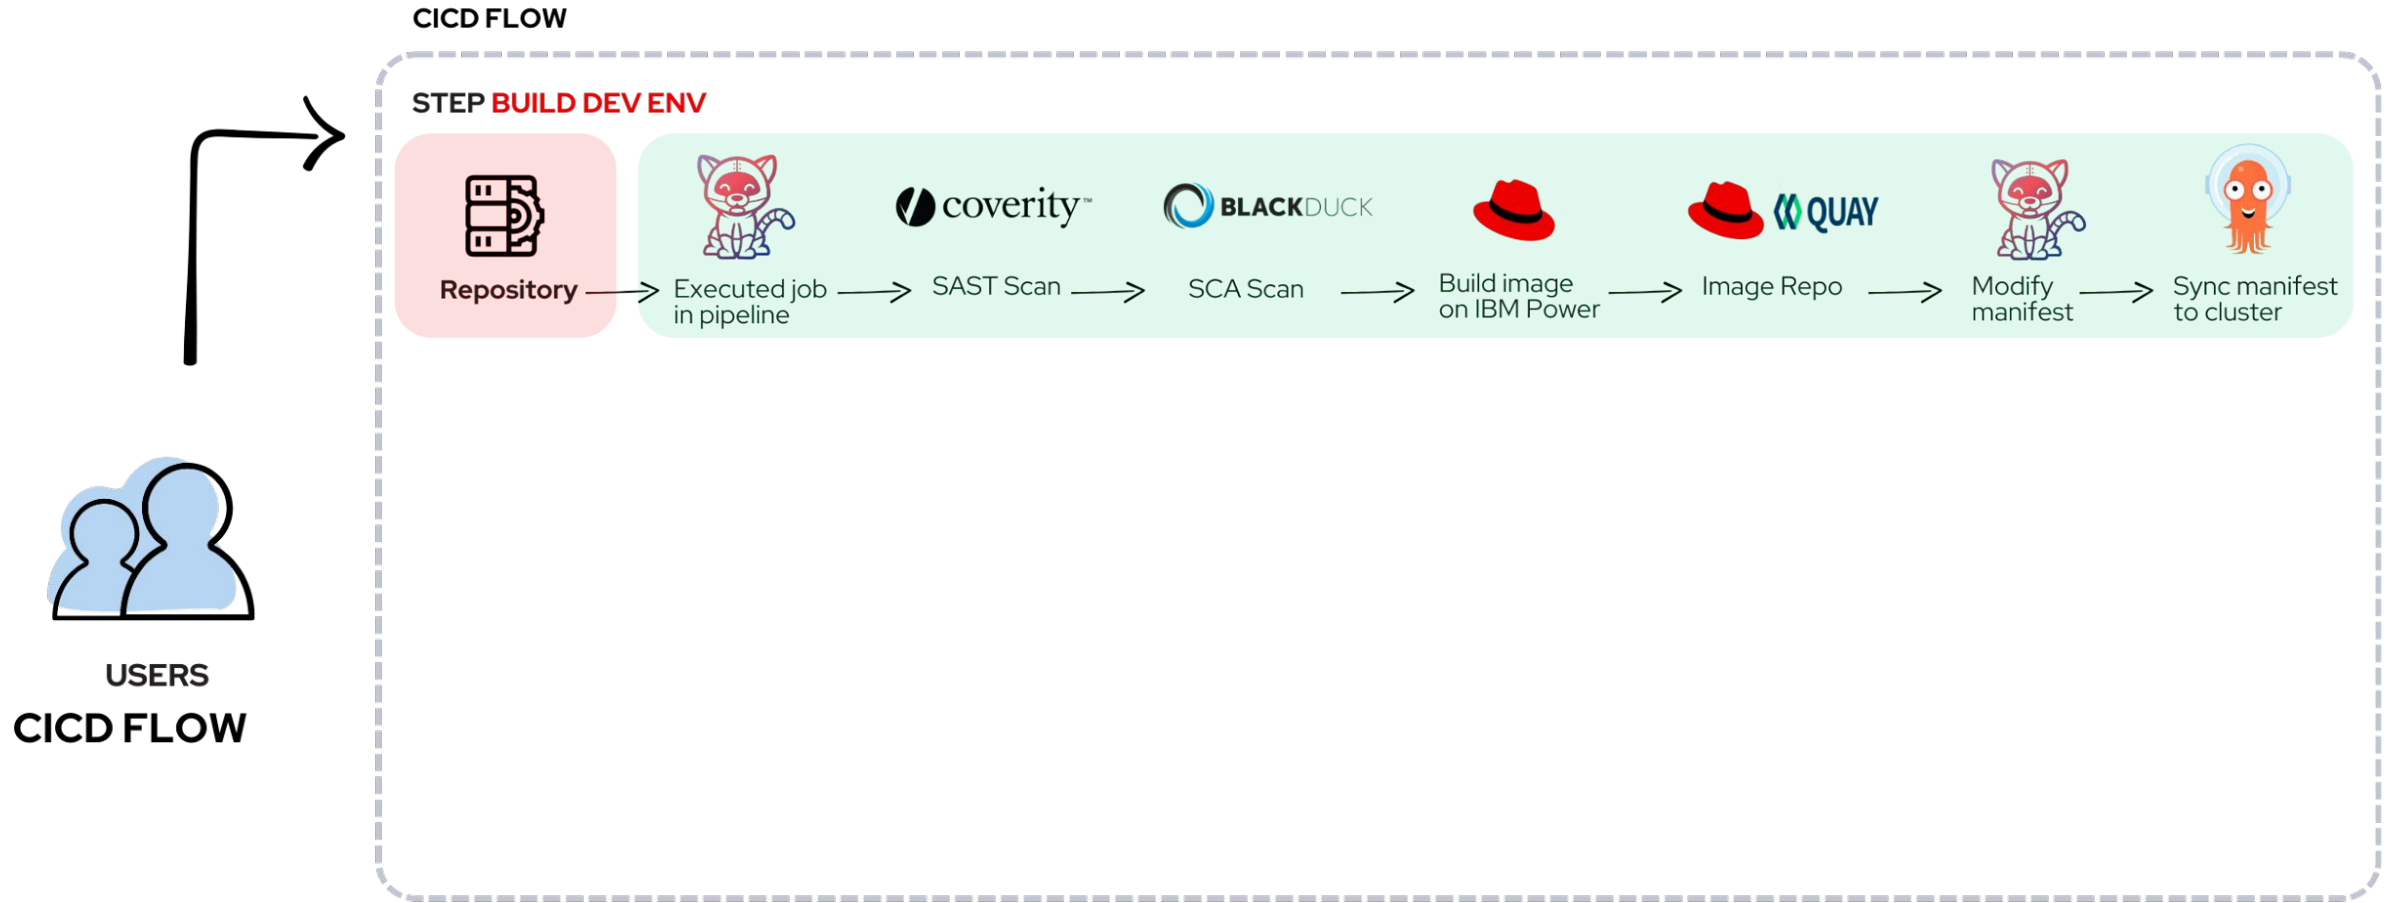 CICD FLOW
STEP BUILD DEV ENV
coverity™
BLACKDUCK
QUAY
Repository
Executed job
in pipeline
SAST Scan
SCA Scan
Build image
on IBM Power
Image Repo
Modify
manifest
Sync manifest
to cluster
USERS
CICD FLOW